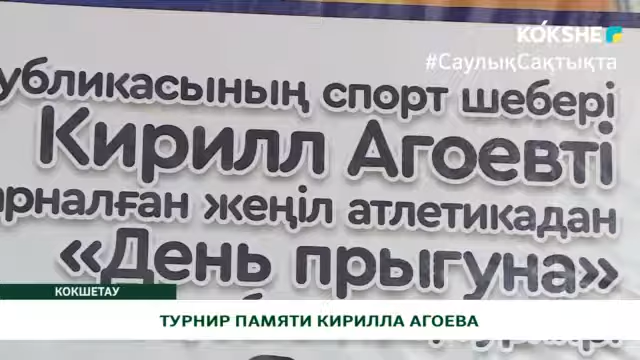 KÓKSHE
#СаулықСақтықта
убликасының спорт шебері
Кирилл Агоевті
арналған жеңіл атлетикадан
«День прыгуна»
КОКШЕТАУ
ТУРНИР ПАМЯТИ КИРИЛЛА АГОЕВА